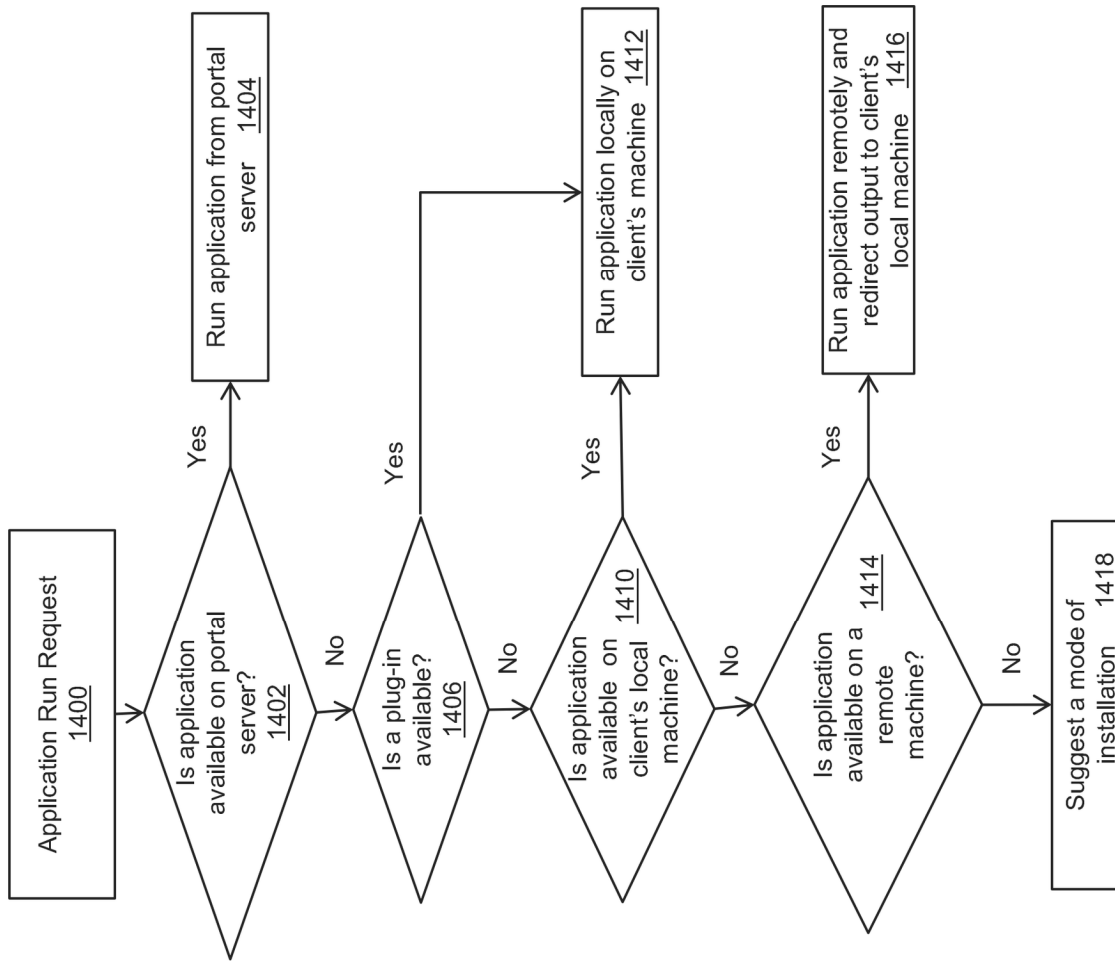 Application Run Request
1400
Is application
available on portal
server?
1402
Yes
Run application from portal
server 1404
No
Is a plug-in
available?
1406
Yes
No
Is application
available on 1410
client's local
machine?
Yes
Run application locally on
client's machine 1412
No
Is application
available on a 1414
remote
machine?
Yes
Run application remotely and
redirect output to client's
local machine 1416
No
Suggest a mode of
installation 1418